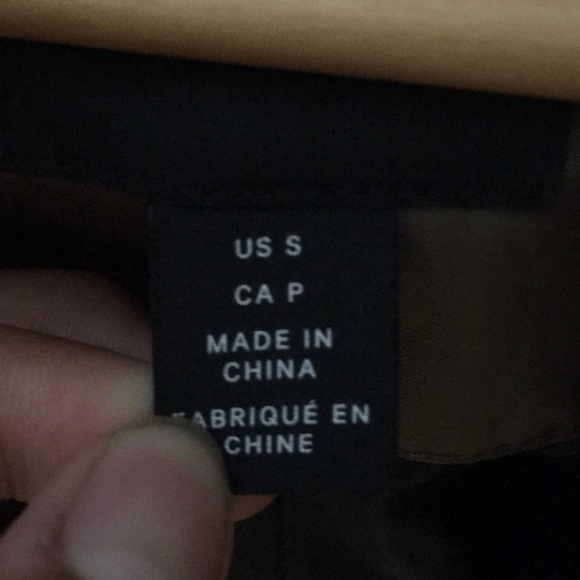 US S
CA P
MADE IN
CHINA
FABRIQUÉ EN
CHINE